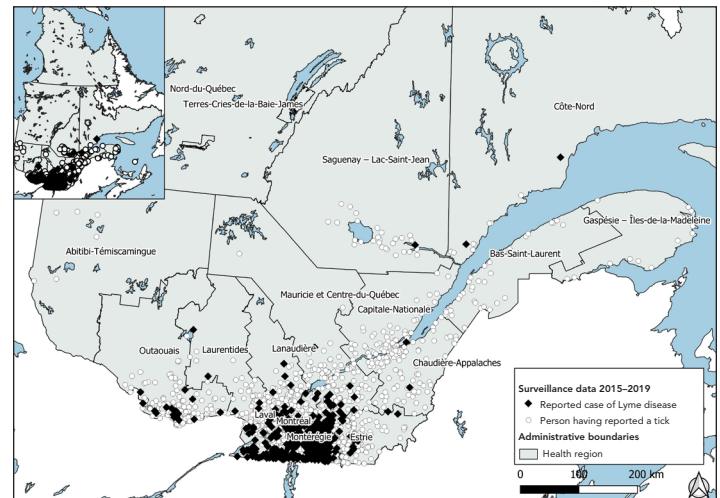 Nord-du-Québec
Terres-Cries-de-la-Baie-James
Côte-Nord
Saguenay – Lac-Saint-Jean
Gaspésie – Îles-de-la-Madeleine
Abitibi-Témiscamingue
Bas-Saint-Laurent
Mauricie et Centre-du-Québec
Capitale-Nationale
Outaouais
Laurentides
Lanaudière
Chaudière-Appalaches
Laval
Montréal
Montérégie
Estrie
Surveillance data 2015–2019
Reported case of Lyme disease
Person having reported a tick
Administrative boundaries
Health region
0 100 200 km